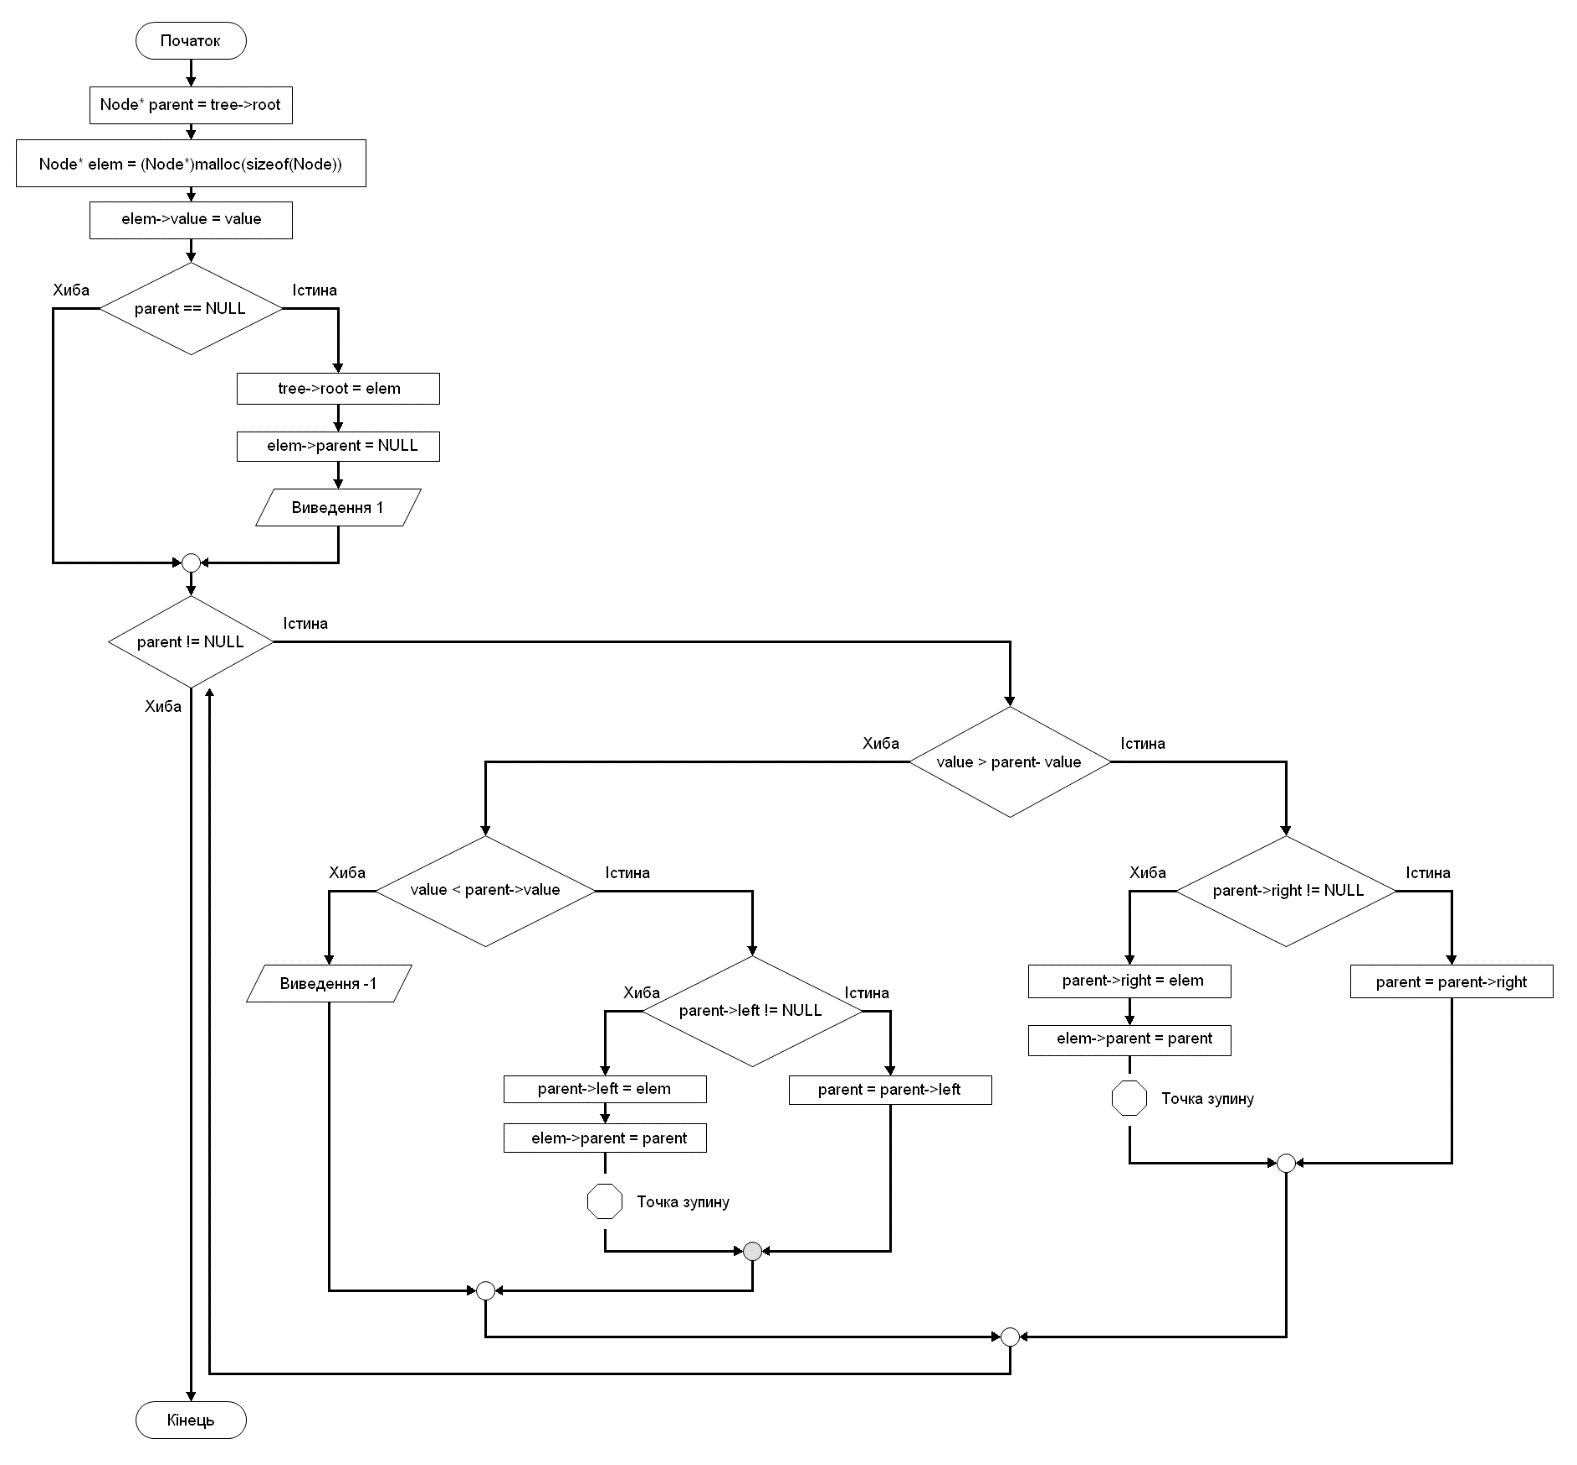 Початок
Node* parent = tree->root
Node* elem = (Node*)malloc(sizeof(Node))
elem->value = value
Хиба
Істина
parent == NULL
tree->root = elem
elem->parent = NULL
Виведення 1
Істина
parent != NULL
Хиба
Хиба
Істина
value > parent- value
Хиба
Істина
value < parent->value
Хиба
Істина
parent->right != NULL
Виведення -1
Хиба
Істина
parent->left != NULL
parent->right = elem
parent = parent->right
elem->parent = parent
parent->left = elem
parent = parent->left
Точка зупину
elem->parent = parent
Точка зупину
Кінець